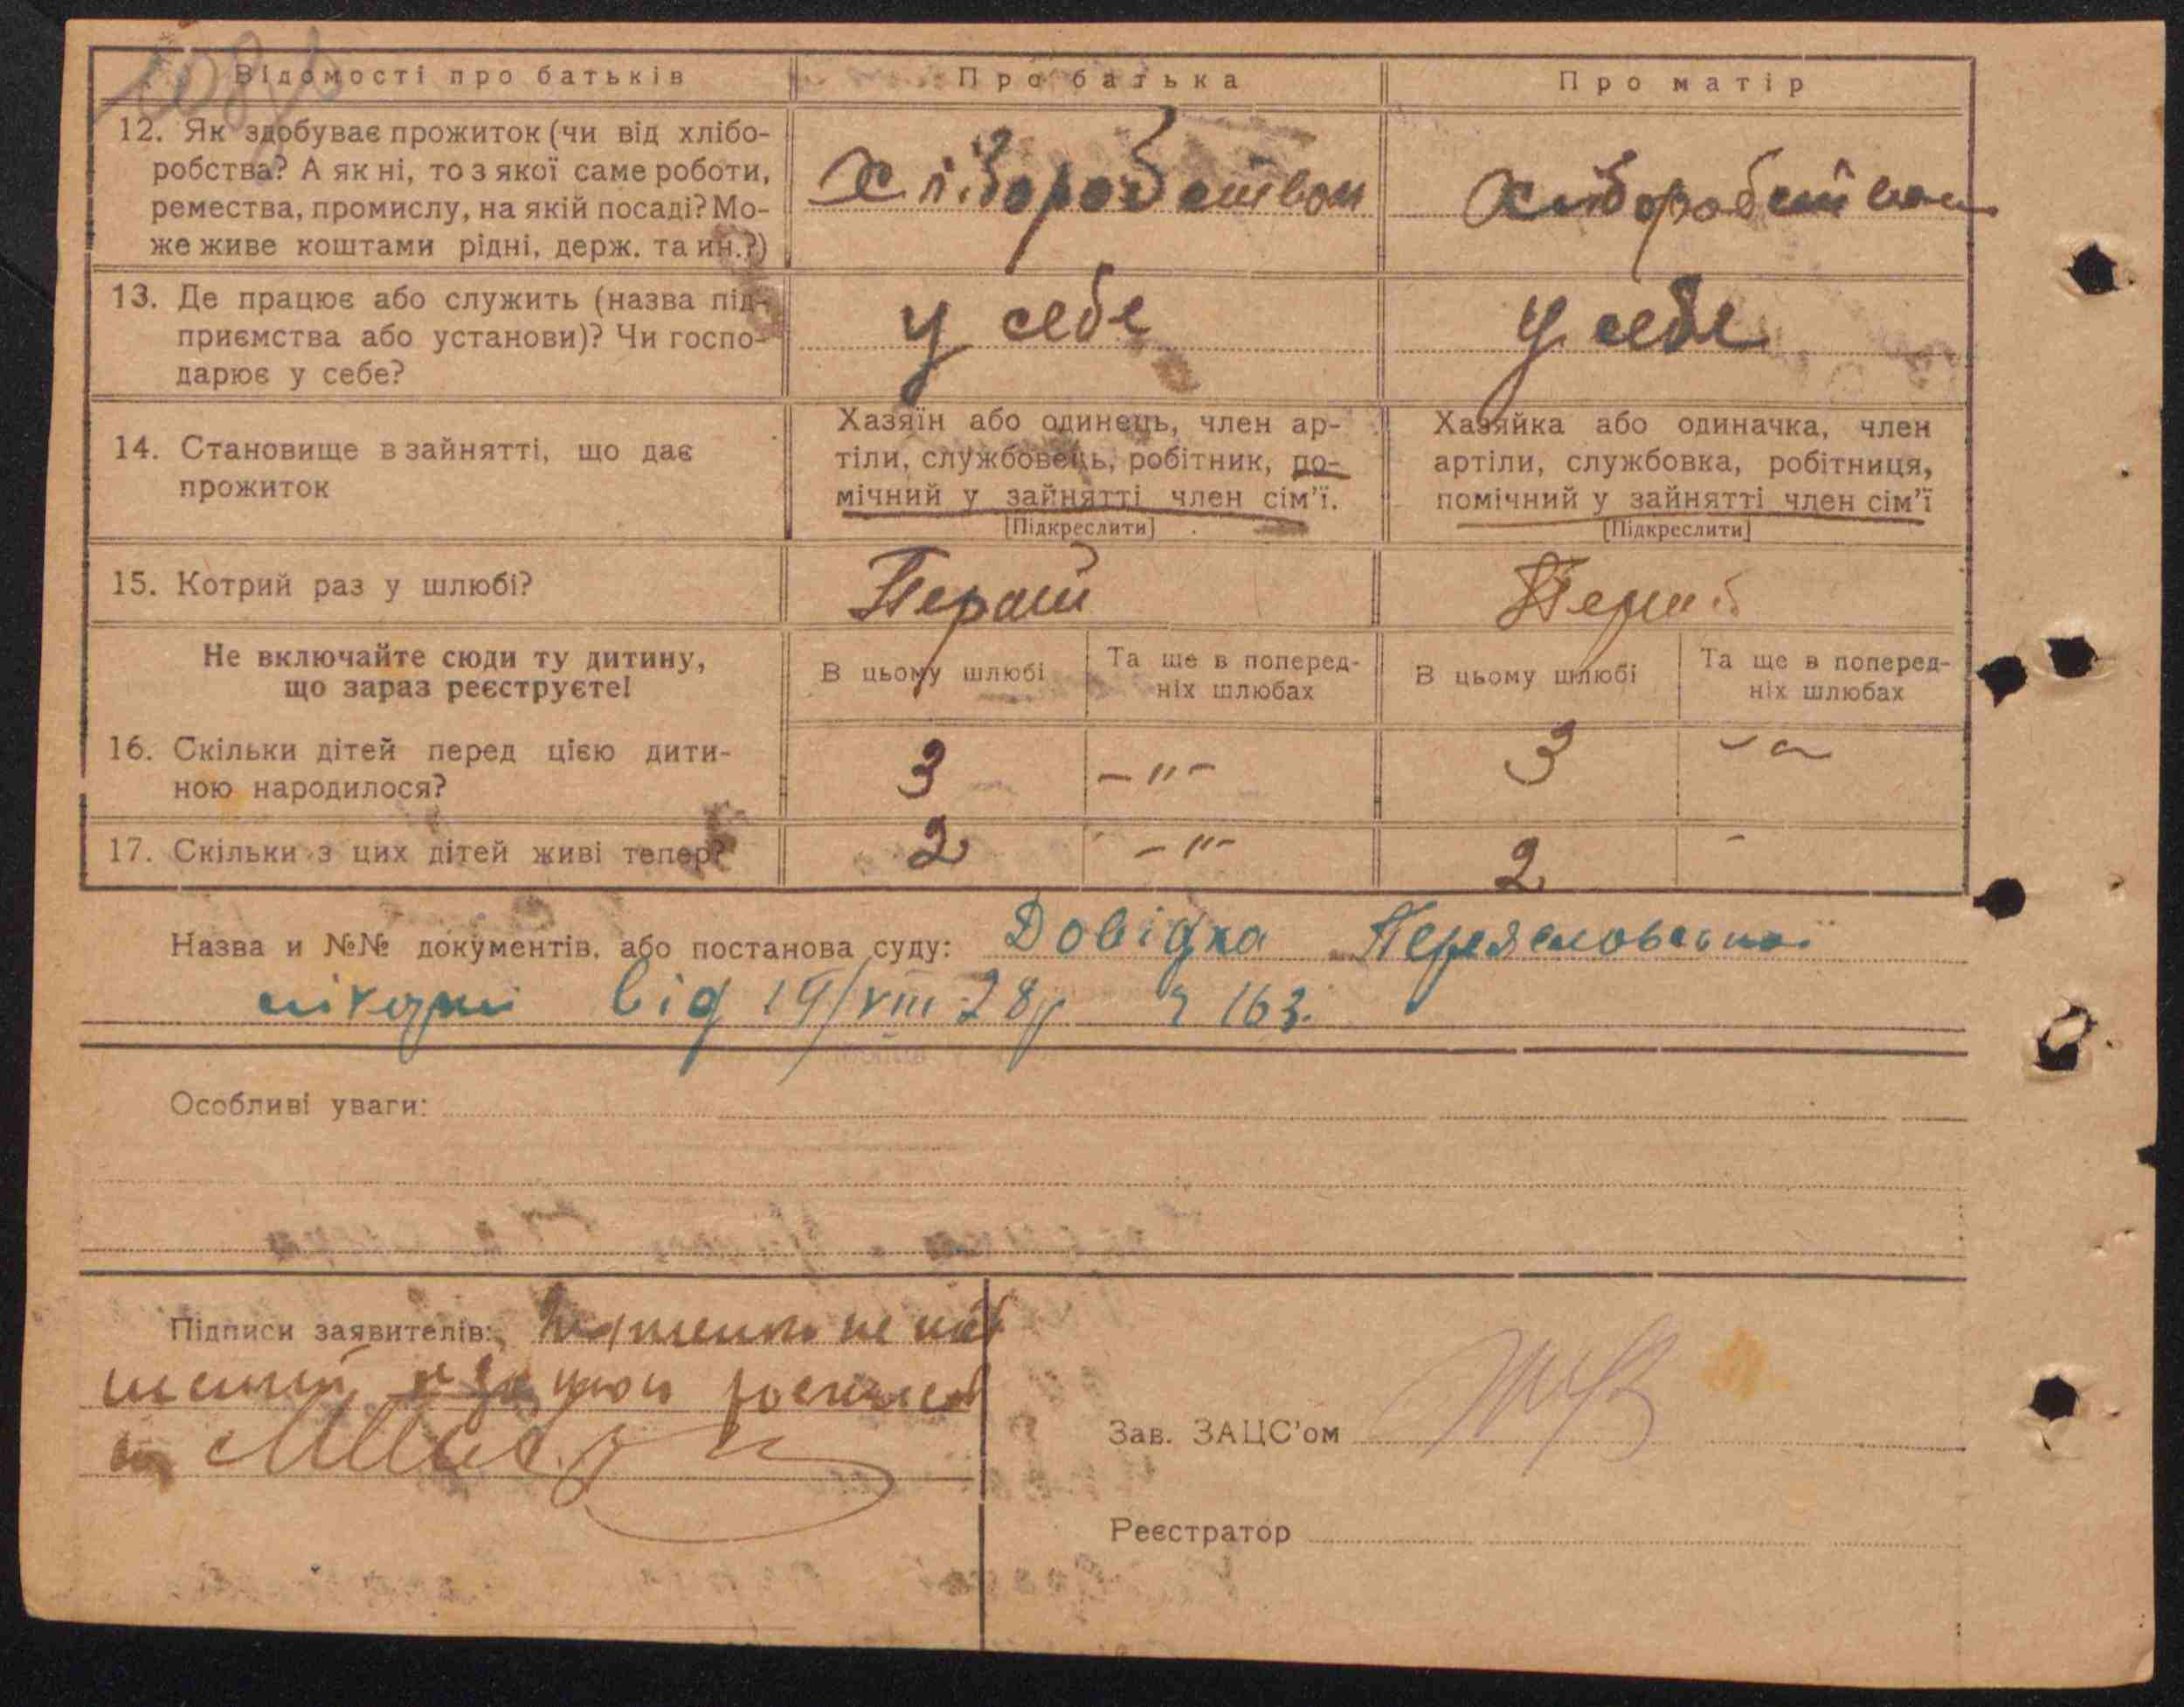 Відомості про батьків
Про батька
Про матір
12. Як здобуває прожиток (чи від хлібо-
робства? А як ні, то з якої саме роботи,
ремества, промислу, на якій посаді? Мо-
же живе коштами рідні, держ. та ин.?)
Хліборобством
Хліборобством
13. Де працює або служить (назва під-
приємства або установи)? Чи госпо-
дарює у себе?
у себе
у себе
14. Становище в зайнятті, що дає
прожиток
Хазяїн або одинець, член ар-
тіли, службовець, робітник, по-
мічний у зайнятті член сім'ї.
[Підкреслити]
Хазяйка або одиначка, член
артіли, службовка, робітниця,
помічний у зайнятті член сім'ї
[Підкреслити]
15. Котрий раз у шлюбі?
Перший
Перший
Не включайте сюди ту дитину,
що зараз реєструєте!
В цьому шлюбі
Та ще в поперед-
ніх шлюбах
В цьому шлюбі
Та ще в поперед-
ніх шлюбах
16. Скільки дітей перед цією дити-
ною народилося?
3
-"-
3
-"-
17. Скільки з цих дітей живі тепер?
2
-"-
2
-
Назва и №№ документів, або постанова суду: Довідка Переяславської
лікарні від 19/VIII 28р ч 163.
Особливі уваги:
Підписи заявителів:
Зав. ЗАЦС'ом
Реєстратор